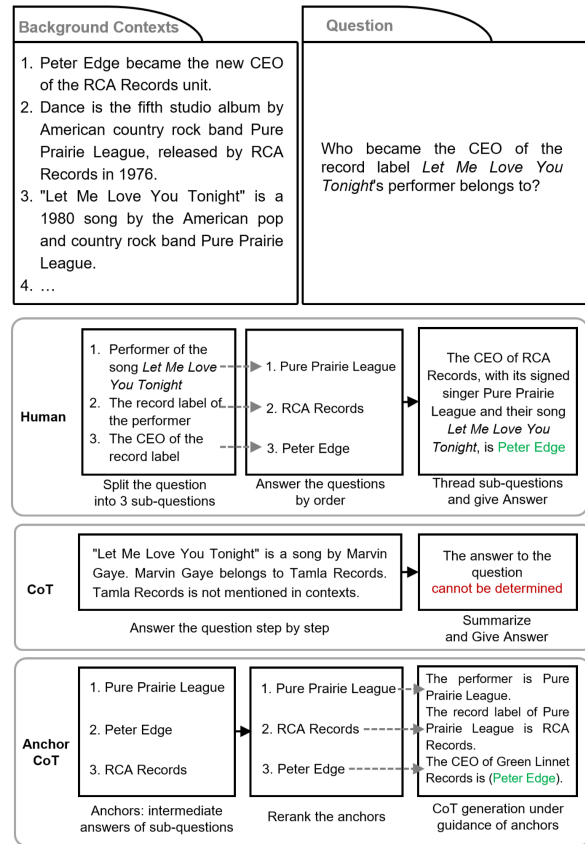 Background Contexts
1. Peter Edge became the new CEO
of the RCA Records unit.
2. Dance is the fifth studio album by
American country rock band Pure
Prairie League, released by RCA
Records in 1976.
3. "Let Me Love You Tonight" is a
1980 song by the American pop
and country rock band Pure Prairie
League.
4. ...
Question
Who became the CEO of the
record label Let Me Love You
Tonight's performer belongs to?
Human
1. Performer of the
song Let Me Love
You Tonight
2. The record label of
the performer
3. The CEO of the
record label
Split the question
into 3 sub-questions
1. Pure Prairie League
2. RCA Records
3. Peter Edge
Answer the questions
by order
The CEO of RCA
Records, with its signed
singer Pure Prairie
League and their song
Let Me Love You
Tonight, is Peter Edge
Thread sub-questions
and give Answer
CoT
"Let Me Love You Tonight" is a song by Marvin
Gaye. Marvin Gaye belongs to Tamla Records.
Tamla Records is not mentioned in contexts.
Answer the question step by step
The answer to the
question
cannot be determined
Summarize
and Give Answer
Anchor
CoT
1. Pure Prairie League
2. Peter Edge
3. RCA Records
Anchors: intermediate
answers of sub-questions
1. Pure Prairie League
2. RCA Records
3. Peter Edge
Rerank the anchors
The performer is Pure
Prairie League.
The record label of Pure
Prairie League is RCA
Records.
The CEO of Green Linnet
Records is (Peter Edge).
CoT generation under
guidance of anchors